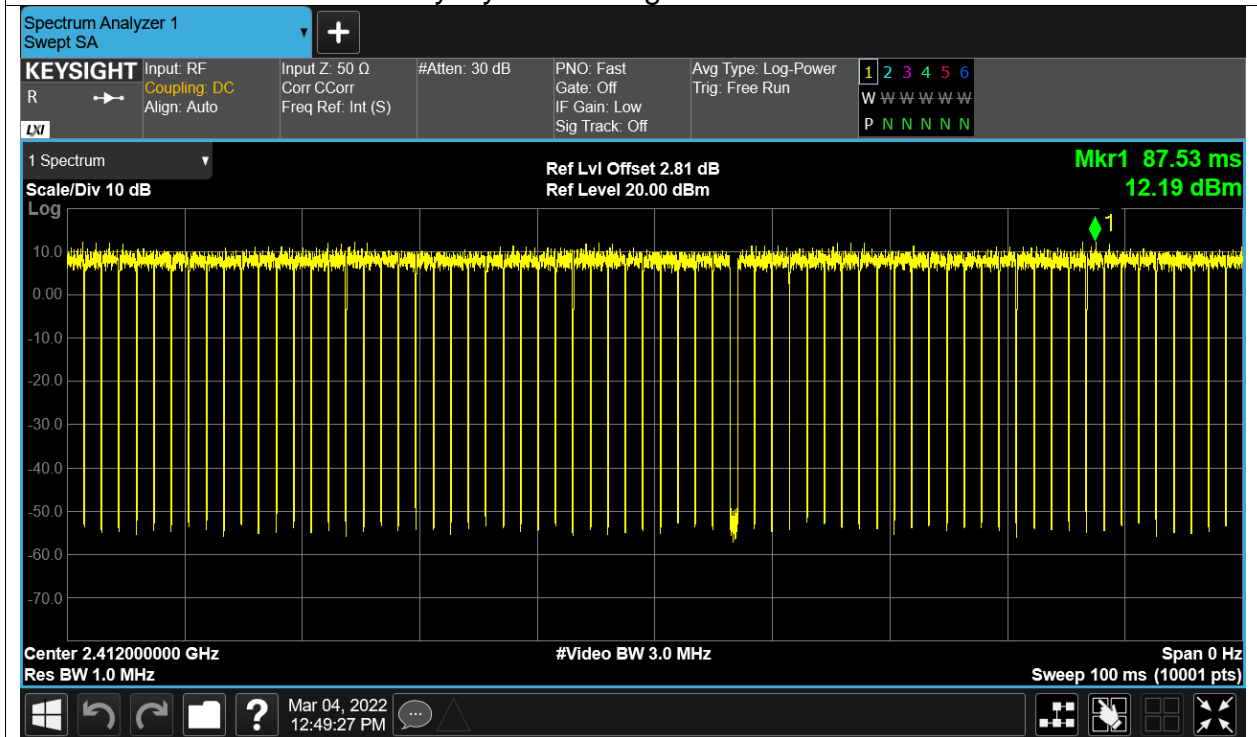 Spectrum Analyzer 1
Swept SA
KEYSIGHT
R
LXI
Input: RF
Coupling: DC
Align: Auto
Input Z: 50 Ω
Corr CCorr
Freq Ref: Int (S)
#Atten: 30 dB
PNO: Fast
Gate: Off
IF Gain: Low
Sig Track: Off
Avg Type: Log-Power
Trig: Free Run
1 2 3 4 5 6
W W W W W W
P N N N N N
1 Spectrum
Scale/Div 10 dB
Log
Ref Lvl Offset 2.81 dB
Ref Level 20.00 dBm
Mkr1 87.53 ms
12.19 dBm
1
10.0
0.00
-10.0
-20.0
-30.0
-40.0
-50.0
-60.0
-70.0
Center 2.412000000 GHz
Res BW 1.0 MHz
#Video BW 3.0 MHz
Span 0 Hz
Sweep 100 ms (10001 pts)
?
Mar 04, 2022
12:49:27 PM